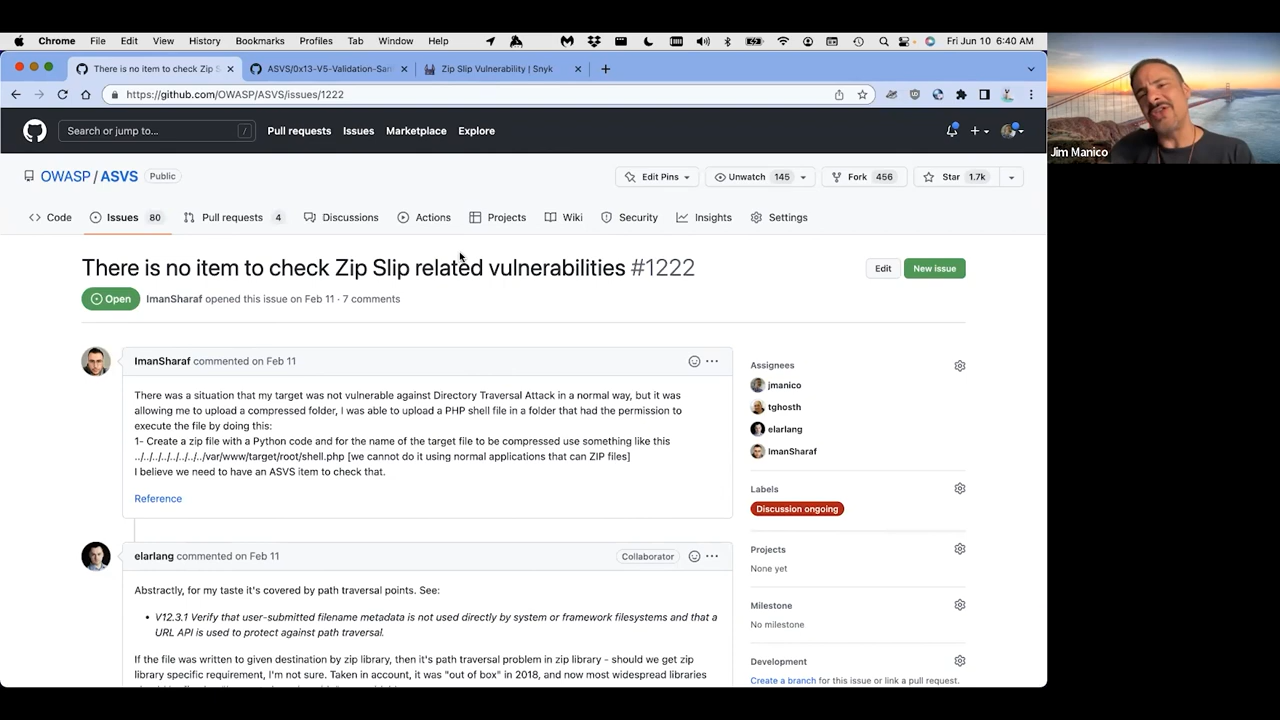 Chrome File Edit View History Bookmarks Profiles Tab Window Help Fri Jun 10 6:40 AM
There is no item to check Zip S ASVS/0x13-V5-Validation-San Zip Slip Vulnerability | Snyk
https://github.com/OWASP/ASVS/issues/1222
Search or jump to... / Pull requests Issues Marketplace Explore
Jim Manico
OWASP / ASVS Public Edit Pins Unwatch 145 Fork 456 Star 1.7k
Code Issues 80 Pull requests 4 Discussions Actions Projects Wiki Security Insights Settings
There is no item to check Zip Slip related vulnerabilities #1222
Edit New issue
Open ImanSharaf opened this issue on Feb 11 · 7 comments
ImanSharaf commented on Feb 11
There was a situation that my target was not vulnerable against Directory Traversal Attack in a normal way, but it was
allowing me to upload a compressed folder, I was able to upload a PHP shell file in a folder that had the permission to
execute the file by doing this:
1- Create a zip file with a Python code and for the name of the target file to be compressed use something like this
../../../../../../../../var/www/target/root/shell.php [we cannot do it using normal applications that can ZIP files]
I believe we need to have an ASVS item to check that.
Reference
elarlang commented on Feb 11 Collaborator
Abstractly, for my taste it's covered by path traversal points. See:
• V12.3.1 Verify that user-submitted filename metadata is not used directly by system or framework filesystems and that a
URL API is used to protect against path traversal.
If the file was written to given destination by zip library, then it's path traversal problem in zip library - should we get zip
library specific requirement, I'm not sure. Taken in account, it was "out of box" in 2018, and now most widespread libraries
Assignees
jmanico
tghosth
elarlang
ImanSharaf
Labels
Discussion ongoing
Projects
None yet
Milestone
No milestone
Development
Create a branch for this issue or link a pull request.